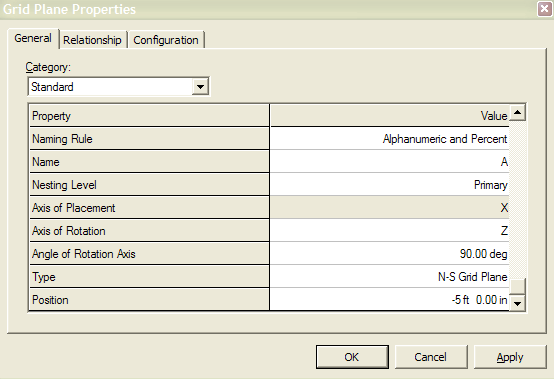 Grid Plane Properties
General Relationship Configuration
Category:
Standard
Property Value
Naming Rule Alphanumeric and Percent
Name A
Nesting Level Primary
Axis of Placement X
Axis of Rotation Z
Angle of Rotation Axis 90.00 deg
Type N-S Grid Plane
Position -5 ft 0.00 in
OK Cancel Apply